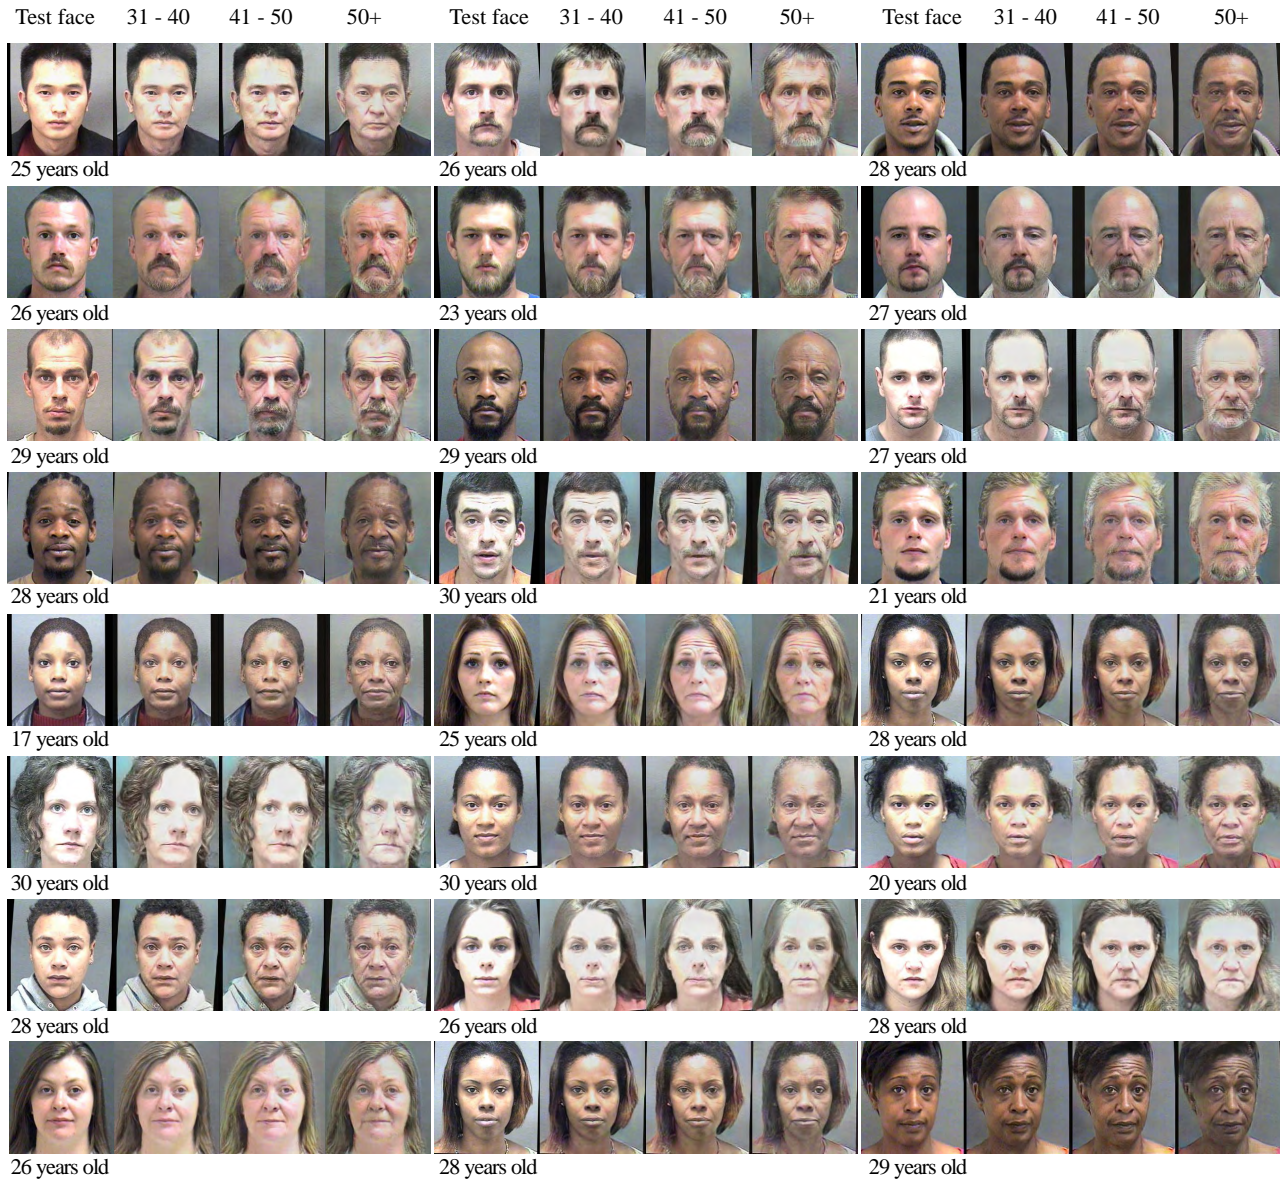 Test face 31 - 40 41 - 50 50+ Test face 31 - 40 41 - 50 50+ Test face 31 - 40 41 - 50 50+
25 years old 26 years old 28 years old
26 years old 23 years old 27 years old
29 years old 29 years old 27 years old
28 years old 30 years old 21 years old
17 years old 25 years old 28 years old
30 years old 30 years old 20 years old
28 years old 26 years old 28 years old
26 years old 28 years old 29 years old